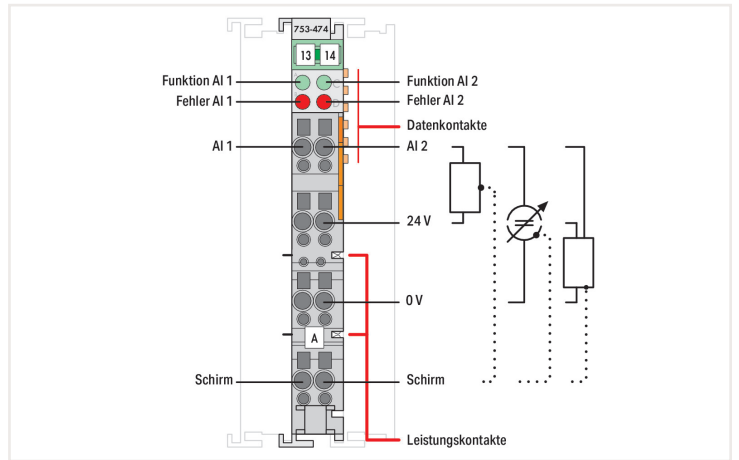 753-474
13 14
Funktion AI 1
Funktion AI 2
Fehler AI 1
Fehler AI 2
Datenkontakte
AI 1
AI 2
24 V
0 V
A
Schirm
Schirm
Leistungskontakte